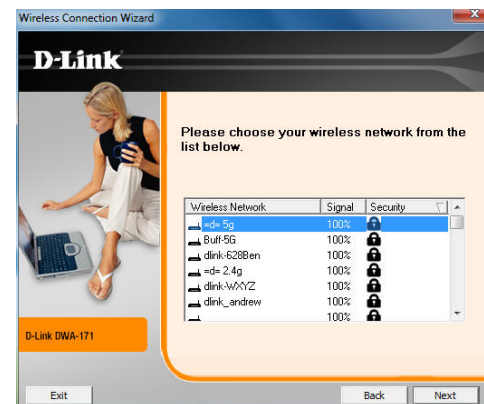 Wireless Connection Wizard
D-Link
Please choose your wireless network from the
list below.
Wireless Network Signal Security
=d= 5g 100%
Buff-5G 100%
dlink-628Ben 100%
=d= 2.4g 100%
dlink-WXYZ 100%
dlink_andrew 100%
100%
D-Link DWA-171
Exit Back Next